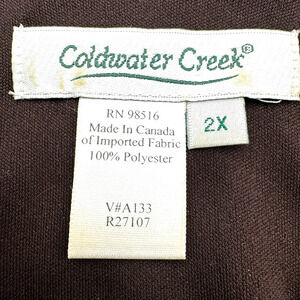 Coldwater Creek®
RN 98516
Made In Canada
of Imported Fabric
100% Polyester
V#A133
R27107
2X